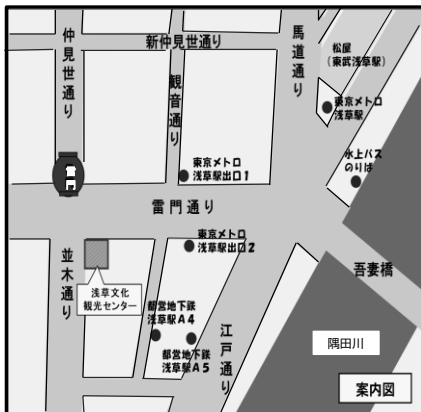 仲見世通り
新仲見世通り
観音通り
馬道通り
松屋
(東武浅草駅)
東京メトロ
浅草駅
水上バス
のりば
東京メトロ
浅草駅出口1
雷門通り
東京メトロ
浅草駅出口2
吾妻橋
並木通り
浅草文化
観光センター
都営地下鉄
浅草駅A4
都営地下鉄
浅草駅A5
江戸通り
隅田川
案内図